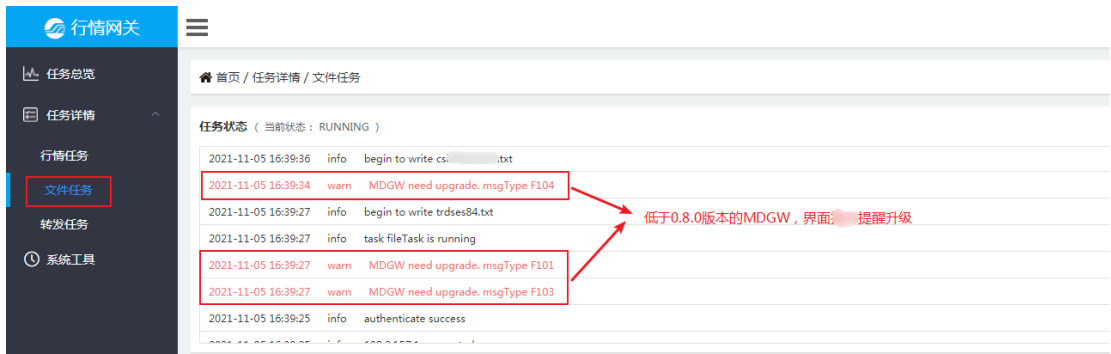 行情网关
任务总览
任务详情
行情任务
文件任务
转发任务
系统工具
首页 / 任务详情 / 文件任务
任务状态 ( 当前状态： RUNNING )
2021-11-05 16:39:36 info begin to write cs .txt
2021-11-05 16:39:34 warn MDGW need upgrade. msgType F104
2021-11-05 16:39:27 info begin to write trdses84.txt
2021-11-05 16:39:27 info task fileTask is running
2021-11-05 16:39:27 warn MDGW need upgrade. msgType F101
2021-11-05 16:39:27 warn MDGW need upgrade. msgType F103
2021-11-05 16:39:25 info authenticate success
低于0.8.0版本的MDGW，界面 提醒升级